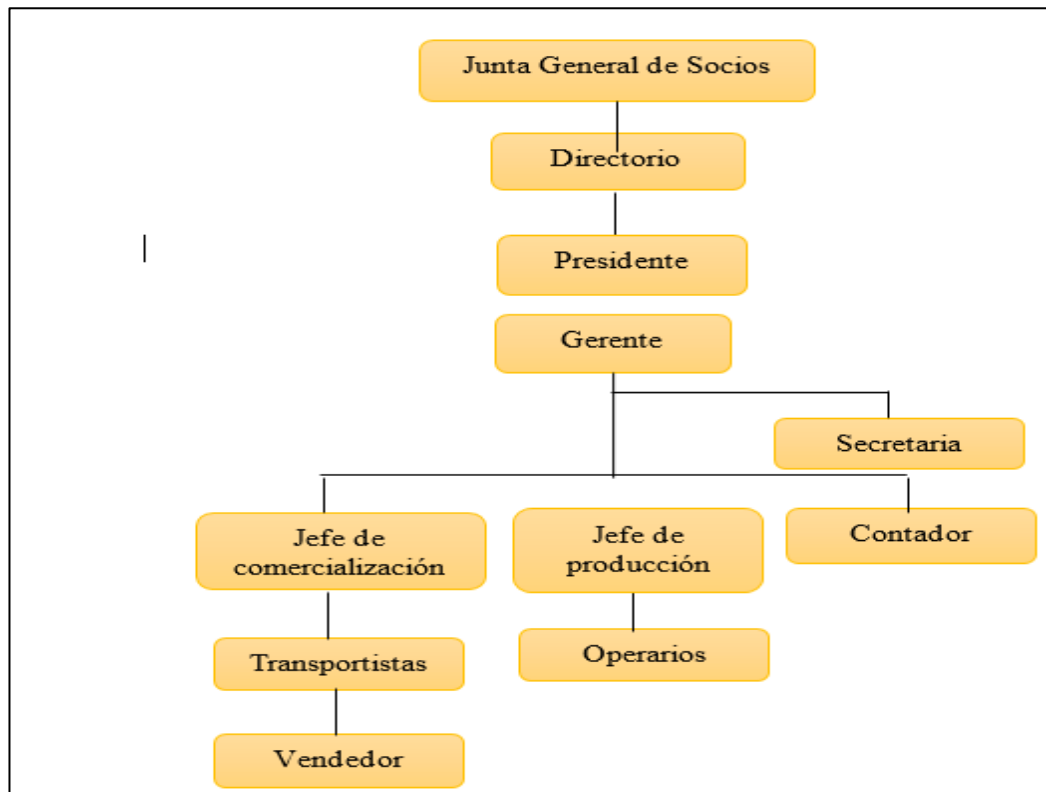 Junta General de Socios
Directorio
Presidente
Gerente
Secretaria
Jefe de
comercialización
Jefe de
producción
Contador
Transportistas
Operarios
Vendedor